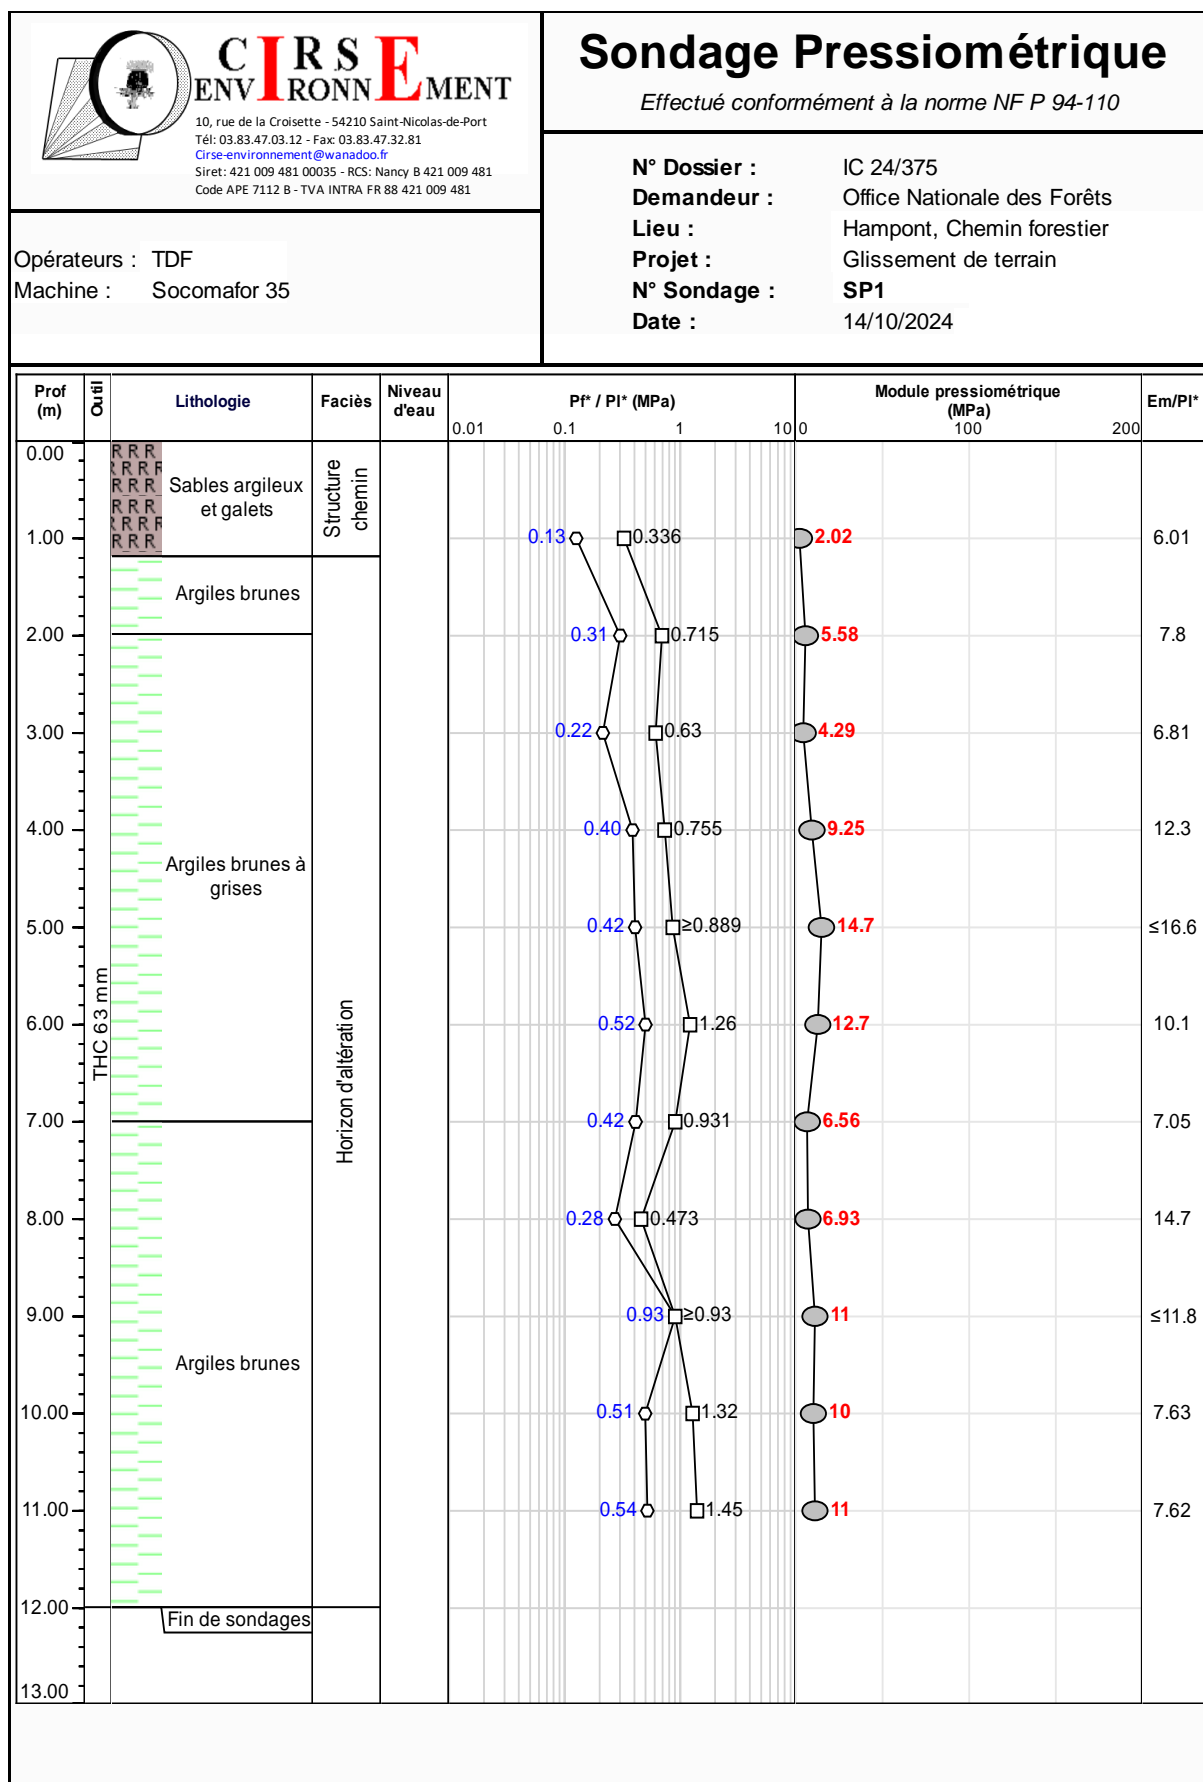 CIRSE
ENVIRONNEMENT
10, rue de la Croisette - 54210 Saint-Nicolas-de-Port
Tél: 03.83.47.03.12 - Fax: 03.83.47.32.81
Cirse-environnement@wanadoo.fr
Siret: 421 009 481 00035 - RCS: Nancy B 421 009 481
Code APE 7112 B - TVA INTRA FR 88 421 009 481
Sondage Pressiométrique
Effectué conformément à la norme NF P 94-110
Opérateurs : TDF
Machine : Socomafor 35
N° Dossier : IC 24/375
Demandeur : Office Nationale des Forêts
Lieu : Hampont, Chemin forestier
Projet : Glissement de terrain
N° Sondage : SP1
Date : 14/10/2024
Prof (m) Outil Lithologie Faciès Niveau d'eau Pf* / Pl* (MPa) Module pressiométrique (MPa) Em/Pl*
0.01 0.1 1 10 0 100 200
0.00
R R R
R R R R
R R R
R R R
R R R R
R R R
Sables argileux
et galets
Structure
chemin
1.00 0.13 0.336 2.02 6.01
Argiles brunes
2.00 0.31 0.715 5.58 7.8
3.00 0.22 0.63 4.29 6.81
4.00 0.40 0.755 9.25 12.3
Argiles brunes à
grises
5.00 0.42 ≥0.889 14.7 ≤16.6
THC 63 mm
6.00 0.52 1.26 12.7 10.1
Horizon d'altération
7.00 0.42 0.931 6.56 7.05
8.00 0.28 0.473 6.93 14.7
9.00 0.93 ≥0.93 11 ≤11.8
Argiles brunes
10.00 0.51 1.32 10 7.63
11.00 0.54 1.45 11 7.62
12.00
Fin de sondages
13.00